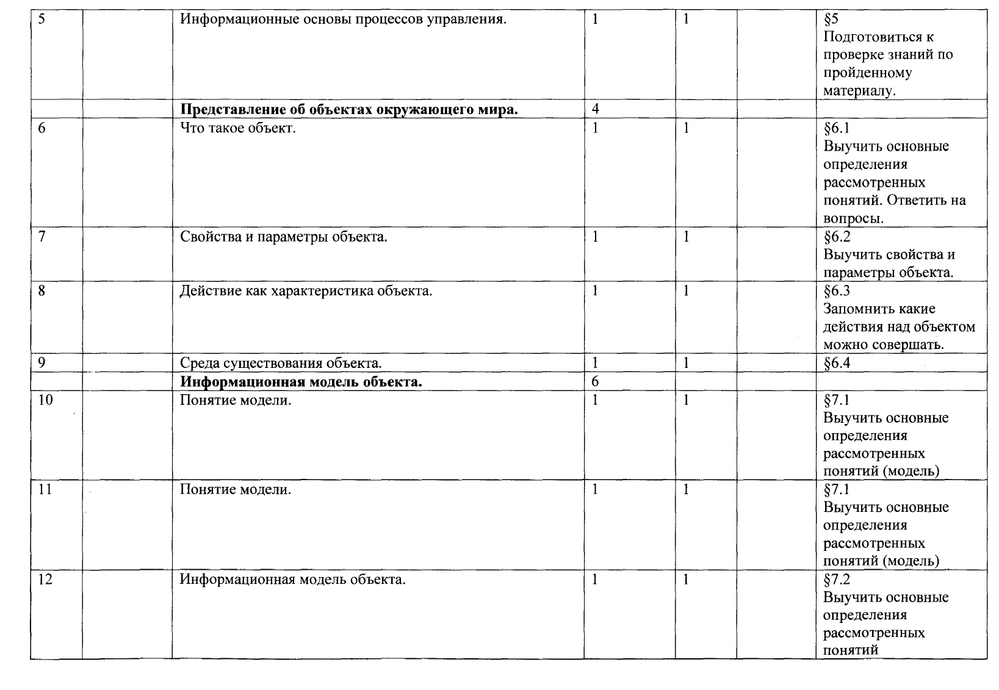 5 Информационные основы процессов управления. 1 1 §5
Подготовиться к
проверке знаний по
пройденному
материалу.
Представление об объектах окружающего мира. 4
6 Что такое объект. 1 1 §6.1
Выучить основные
определения
рассмотренных
понятий. Ответить на
вопросы.
7 Свойства и параметры объекта. 1 1 §6.2
Выучить свойства и
параметры объекта.
8 Действие как характеристика объекта. 1 1 §6.3
Запомнить какие
действия над объектом
можно совершать.
9 Среда существования объекта. 1 1 §6.4
Информационная модель объекта. 6
10 Понятие модели. 1 1 §7.1
Выучить основные
определения
рассмотренных
понятий (модель)
11 Понятие модели. 1 1 §7.1
Выучить основные
определения
рассмотренных
понятий (модель)
12 Информационная модель объекта. 1 1 §7.2
Выучить основные
определения
рассмотренных
понятий